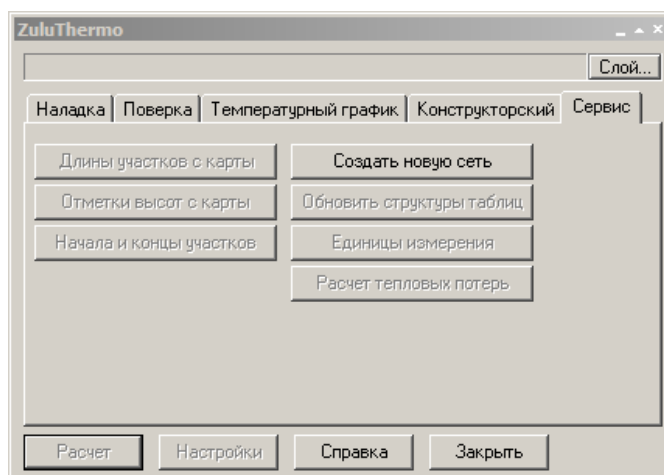 ZuluThermo
Слой...
Наладка Поверка Температурный график Конструкторский Сервис
Длины участков с карты Создать новую сеть
Отметки высот с карты Обновить структуры таблиц
Начала и концы участков Единицы измерения
Расчет тепловых потерь
Расчет Настройки Справка Закрыть